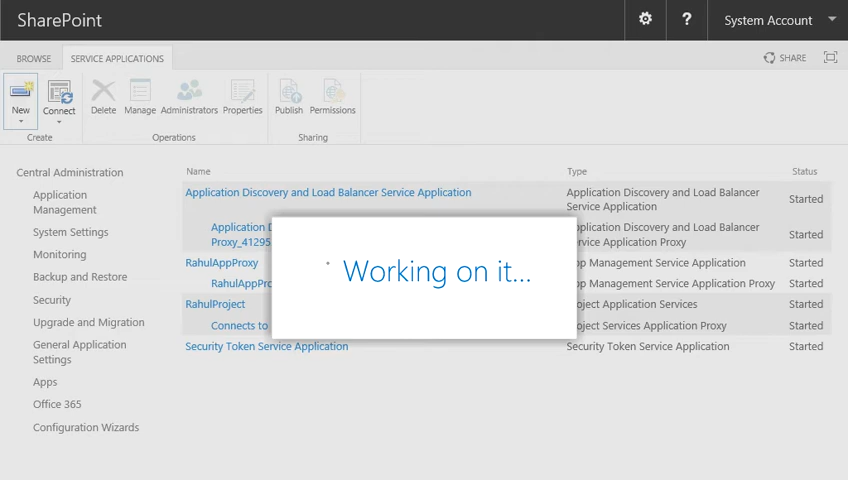 SharePoint
?
System Account
BROWSE
SERVICE APPLICATIONS
SHARE
New
Connect
Delete
Manage
Administrators
Properties
Publish
Permissions
Create
Operations
Sharing
Central Administration
Application
Management
System Settings
Monitoring
Backup and Restore
Security
Upgrade and Migration
General Application
Settings
Apps
Office 365
Configuration Wizards
Name
Type
Status
Application Discovery and Load Balancer Service Application
Application Discovery and Load Balancer
Service Application
Started
Application D
Proxy_41295
pplication Discovery and Load Balancer
ervice Application Proxy
Started
RahulAppProxy
pp Management Service Application
Started
RahulAppPro
pp Management Service Application Proxy
Started
RahulProject
roject Application Services
Started
Connects to
roject Services Application Proxy
Started
Security Token Service Application
Security Token Service Application
Started
Working on it...